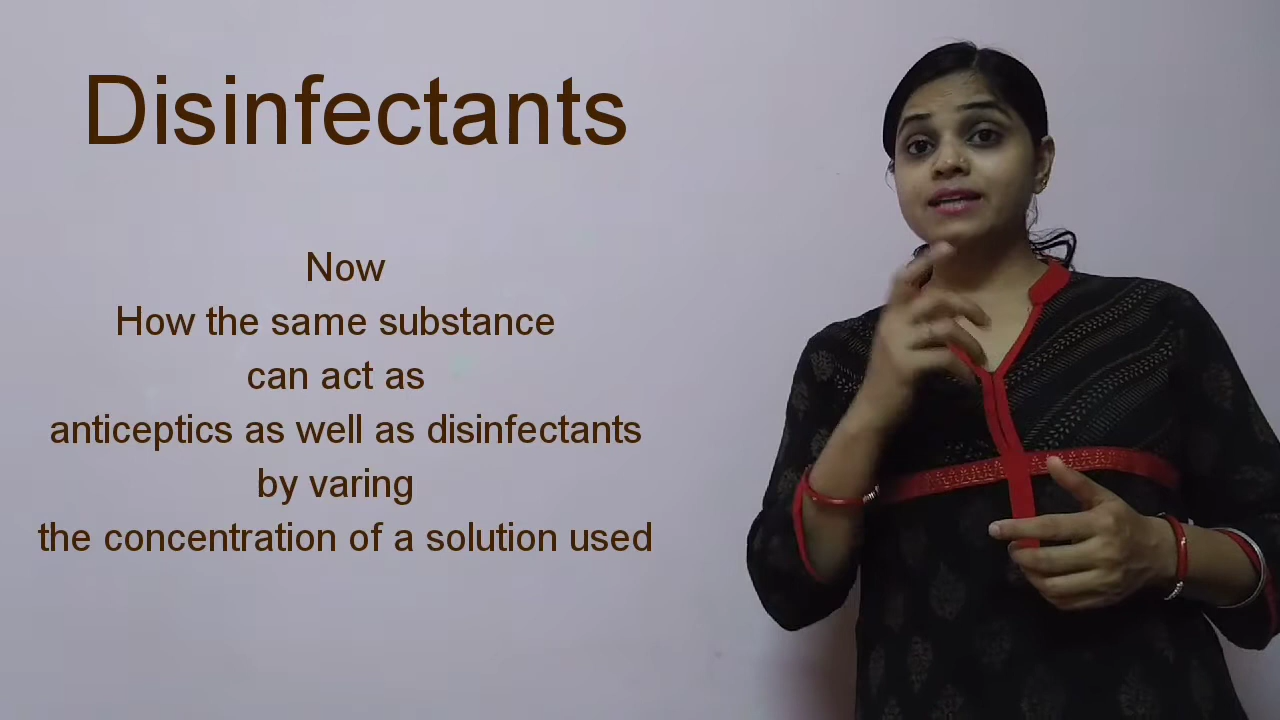 Disinfectants
Now
How the same substance
can act as
anticeptics as well as disinfectants
by varing
the concentration of a solution used